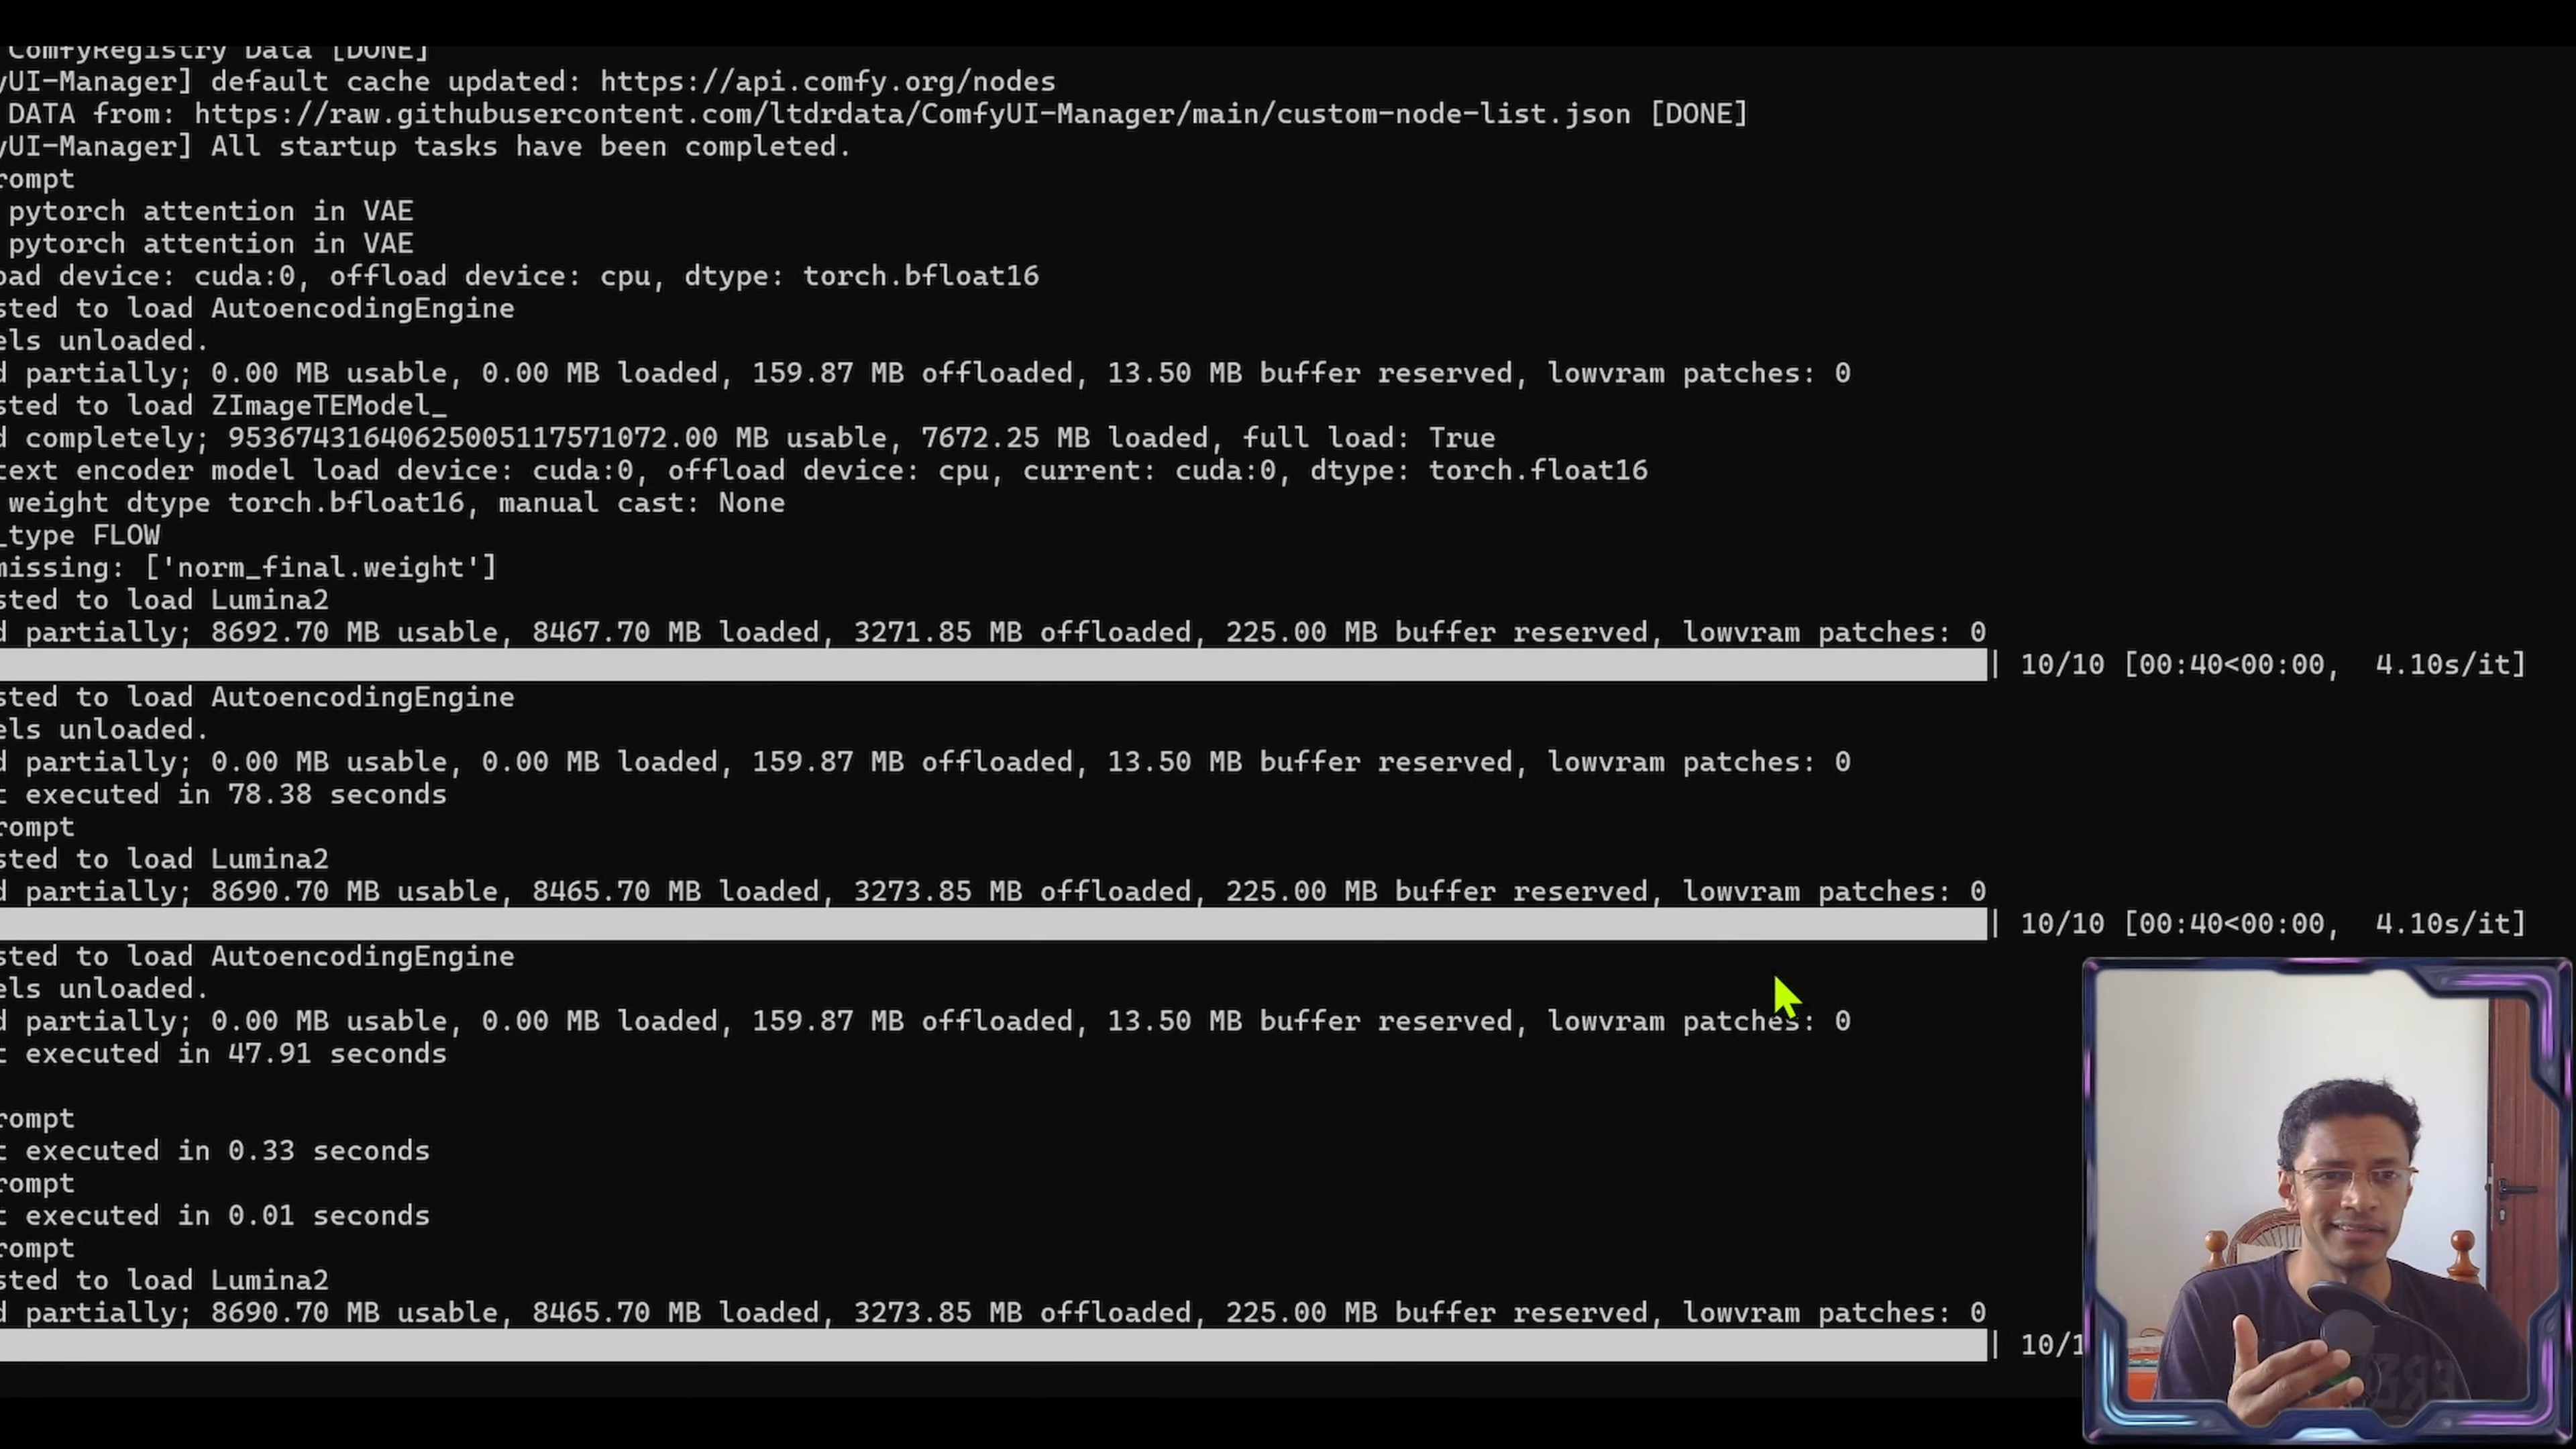 ComfyRegistry Data [DONE]
yUI-Manager] default cache updated: https://api.comfy.org/nodes
DATA from: https://raw.githubusercontent.com/ltdrdata/ComfyUI-Manager/main/custom-node-list.json [DONE]
yUI-Manager] All startup tasks have been completed.
rompt
pytorch attention in VAE
pytorch attention in VAE
oad device: cuda:0, offload device: cpu, dtype: torch.bfloat16
sted to load AutoencodingEngine
els unloaded.
d partially; 0.00 MB usable, 0.00 MB loaded, 159.87 MB offloaded, 13.50 MB buffer reserved, lowvram patches: 0
sted to load ZImageTEModel_
d completely; 95367431640625005117571072.00 MB usable, 7672.25 MB loaded, full load: True
text encoder model load device: cuda:0, offload device: cpu, current: cuda:0, dtype: torch.float16
weight dtype torch.bfloat16, manual cast: None
_type FLOW
missing: ['norm_final.weight']
sted to load Lumina2
d partially; 8692.70 MB usable, 8467.70 MB loaded, 3271.85 MB offloaded, 225.00 MB buffer reserved, lowvram patches: 0
| 10/10 [00:40<00:00,  4.10s/it]
sted to load AutoencodingEngine
els unloaded.
d partially; 0.00 MB usable, 0.00 MB loaded, 159.87 MB offloaded, 13.50 MB buffer reserved, lowvram patches: 0
t executed in 78.38 seconds
rompt
sted to load Lumina2
d partially; 8690.70 MB usable, 8465.70 MB loaded, 3273.85 MB offloaded, 225.00 MB buffer reserved, lowvram patches: 0
| 10/10 [00:40<00:00,  4.10s/it]
sted to load AutoencodingEngine
els unloaded.
d partially; 0.00 MB usable, 0.00 MB loaded, 159.87 MB offloaded, 13.50 MB buffer reserved, lowvram patches: 0
t executed in 47.91 seconds
rompt
t executed in 0.33 seconds
rompt
t executed in 0.01 seconds
rompt
sted to load Lumina2
d partially; 8690.70 MB usable, 8465.70 MB loaded, 3273.85 MB offloaded, 225.00 MB buffer reserved, lowvram patches: 0
| 10/1